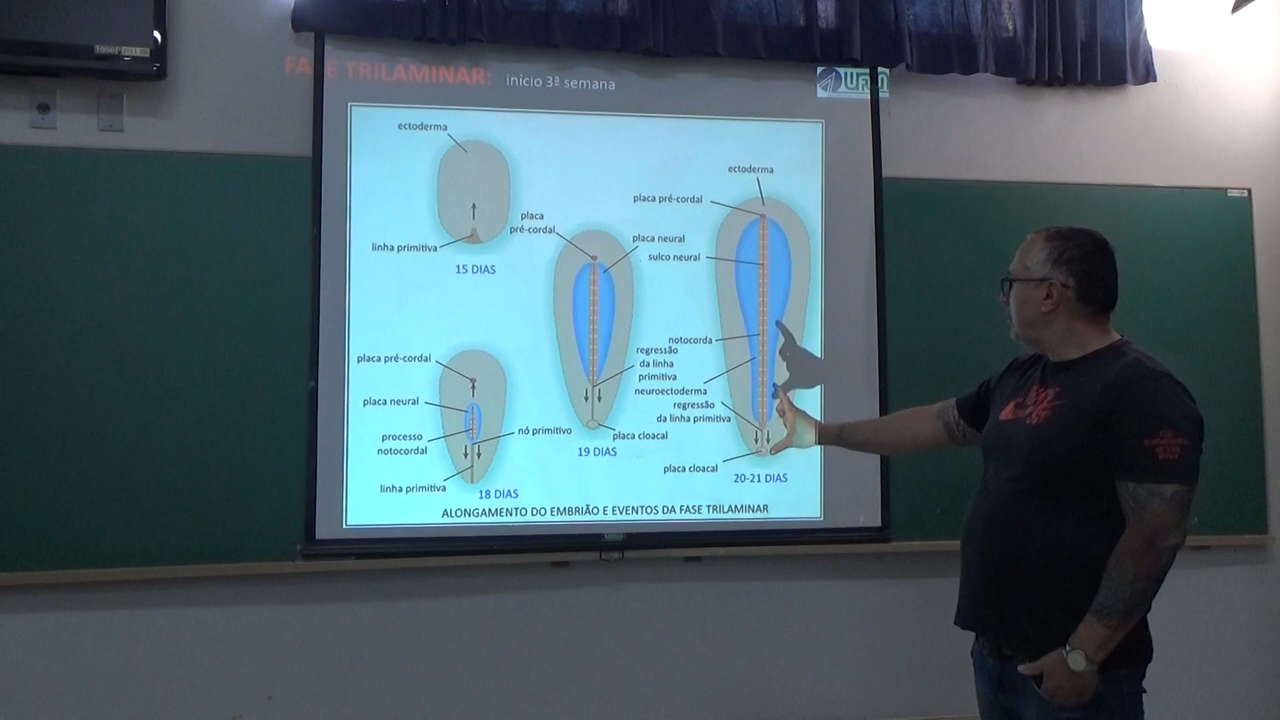 FASE TRILAMINAR: início 3ª semana
ectoderma
linha primitiva
15 DIAS
placa pré-cordal
placa neural
processo notocordal
nó primitivo
linha primitiva
18 DIAS
placa
pré-cordal
placa neural
regressão
da linha
primitiva
placa cloacal
19 DIAS
ectoderma
placa pré-cordal
sulco neural
notocorda
neuroectoderma
regressão
da linha primitiva
placa cloacal
20-21 DIAS
ALONGAMENTO DO EMBRIÃO E EVENTOS DA FASE TRILAMINAR